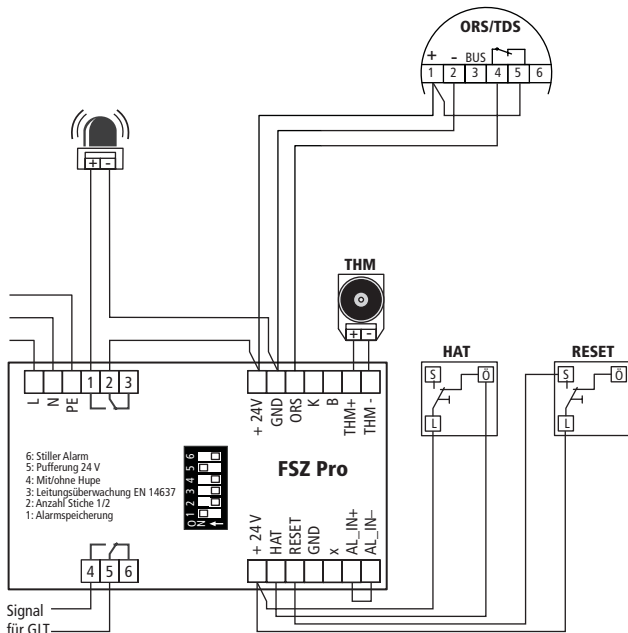 ORS/TDS
+ - BUS
1 2 3 4 5 6
+ -
THM
+ -
HAT
S Ö
L
RESET
S Ö
L
L N PE 1 2 3
+ 24V GND ORS K B THM+ THM -
6: Stiller Alarm
5: Pufferung 24 V
4: Mit/ohne Hupe
3: Leitungsüberwachung EN 14637
2: Anzahl Stiche 1/2
1: Alarmspeicherung
ON 1 2 3 4 5 6
FSZ Pro
+ 24 V HAT RESET GND x AL_IN+ AL_IN–
4 5 6
Signal
für GLT